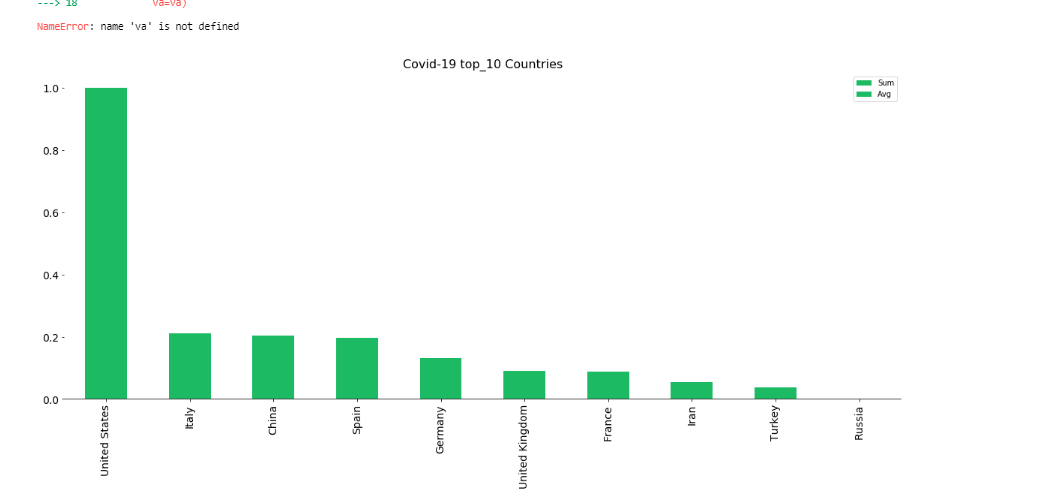 ---> 18 va=va)
NameError: name 'va' is not defined
Covid-19 top_10 Countries
Sum
Avg
1.0
0.8
0.6
0.4
0.2
0.0
United States
Italy
China
Spain
Germany
United Kingdom
France
Iran
Turkey
Russia